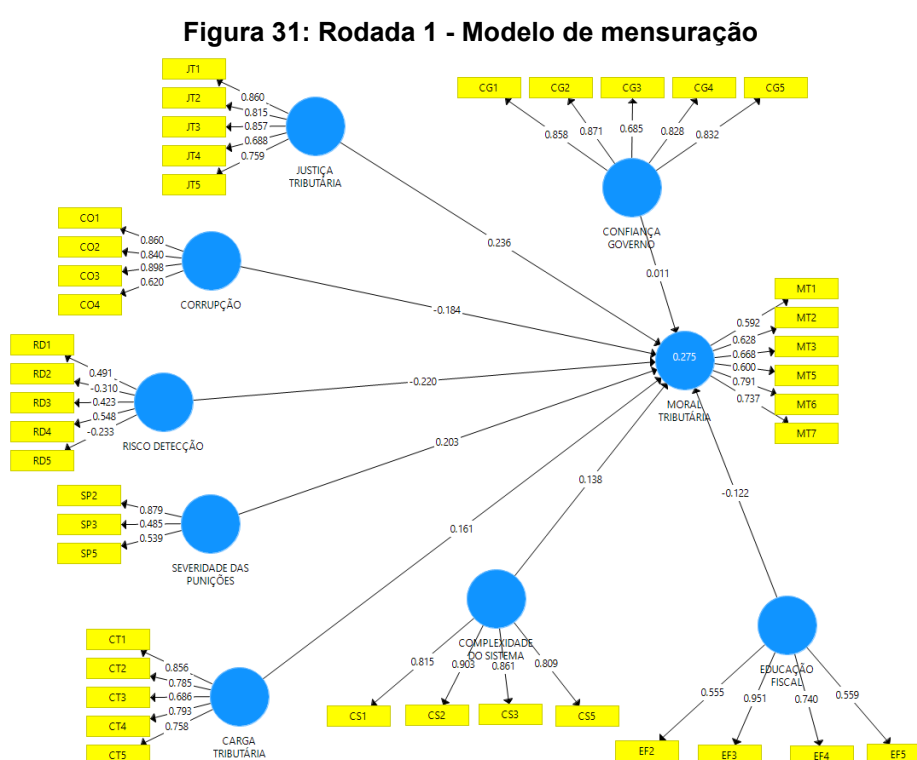 Figura 31: Rodada 1 - Modelo de mensuração
JT1
JT2
JT3
JT4
JT5
0.860
0.815
0.857
0.688
0.759
JUSTIÇA
TRIBUTÁRIA
CG1
CG2
CG3
CG4
CG5
0.858
0.871
0.685
0.828
0.832
CONFIANÇA
GOVERNO
0.236
0.011
CO1
CO2
CO3
CO4
0.860
0.840
0.898
0.620
CORRUPÇÃO
-0.184
MT1
MT2
MT3
MT5
MT6
MT7
0.592
0.628
0.668
0.600
0.791
0.737
0.275
MORAL
TRIBUTÁRIA
RD1
RD2
RD3
RD4
RD5
0.491
-0.310
0.423
0.548
-0.233
RISCO DETECÇÃO
-0.220
SP2
SP3
SP5
0.879
0.485
0.539
SEVERIDADE DAS
PUNIÇÕES
0.203
0.138
-0.122
0.161
CT1
CT2
CT3
CT4
CT5
0.856
0.785
0.686
0.793
0.758
CARGA
TRIBUTÁRIA
COMPLEXIDADE
DO SISTEMA
0.815
0.903
0.861
0.809
CS1
CS2
CS3
CS5
EDUCAÇÃO
FISCAL
0.555
0.951
0.740
0.559
EF2
EF3
EF4
EF5